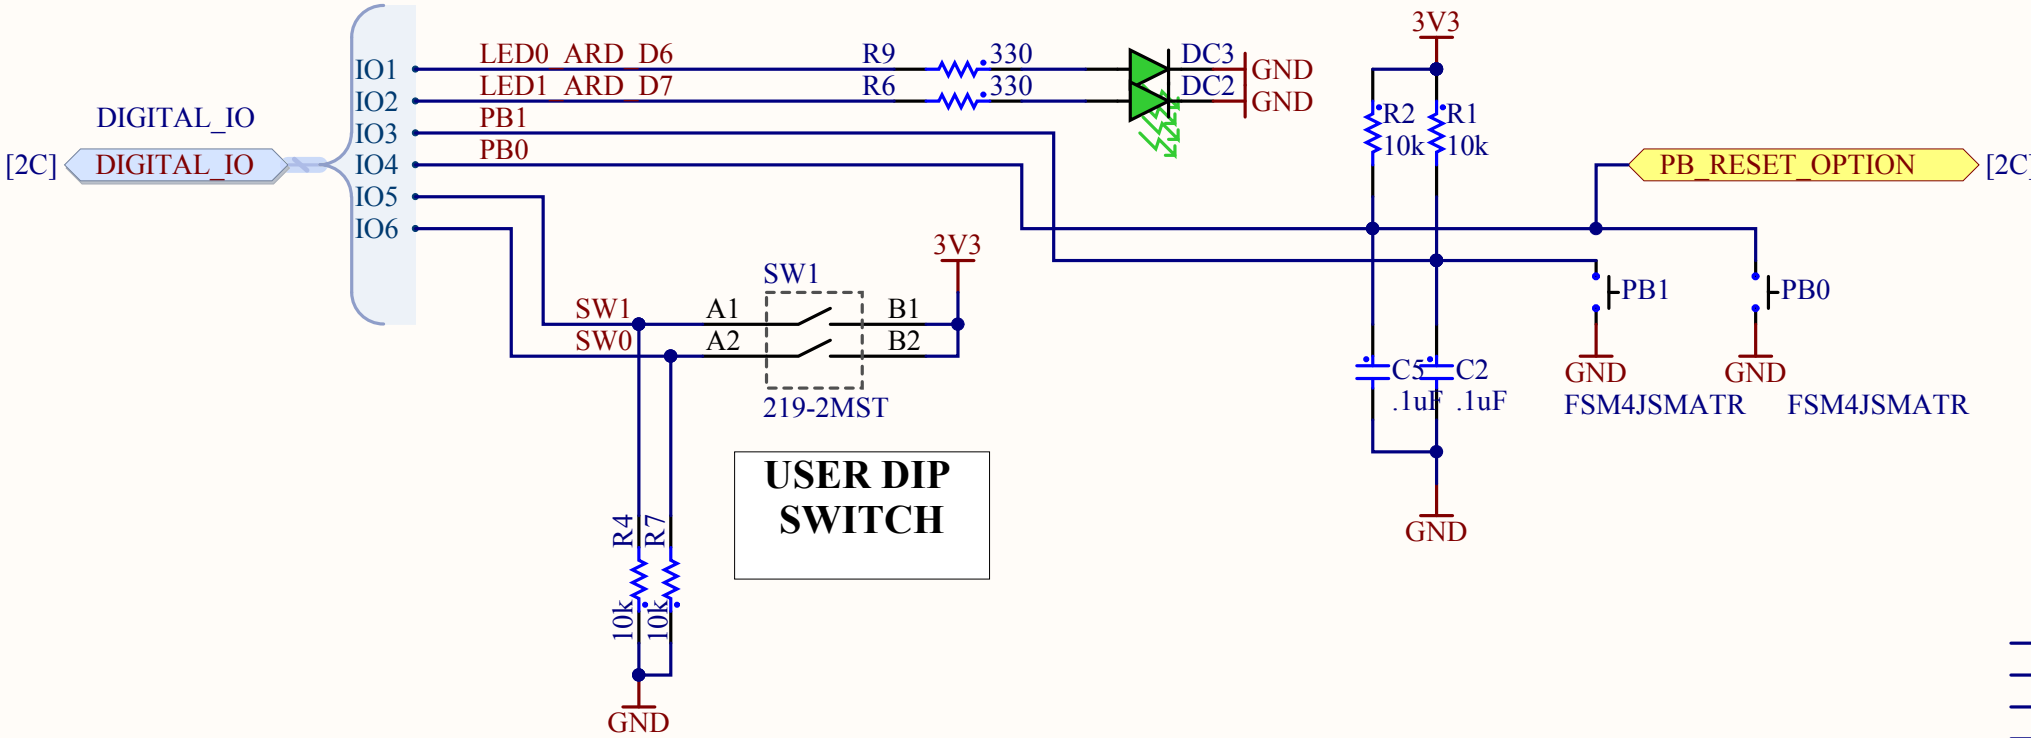 3V3
LED0_ARD_D6 R9 330 DC3
IO1 GND
LED1_ARD_D7 R6 330 DC2
IO2 GND
DIGITAL_IO PB1 R2 R1
IO3
PB0 10k 10k
[2C] DIGITAL_IO IO4 PB_RESET_OPTION [2C]
IO5
IO6
3V3
SW1
PB1 PB0
SW1 A1 B1
SW0 A2 B2
C5 C2 GND GND
219-2MST .1uF .1uF FSM4JSMATR FSM4JSMATR
USER DIP
SWITCH
R4 R7 GND
10k 10k
GND